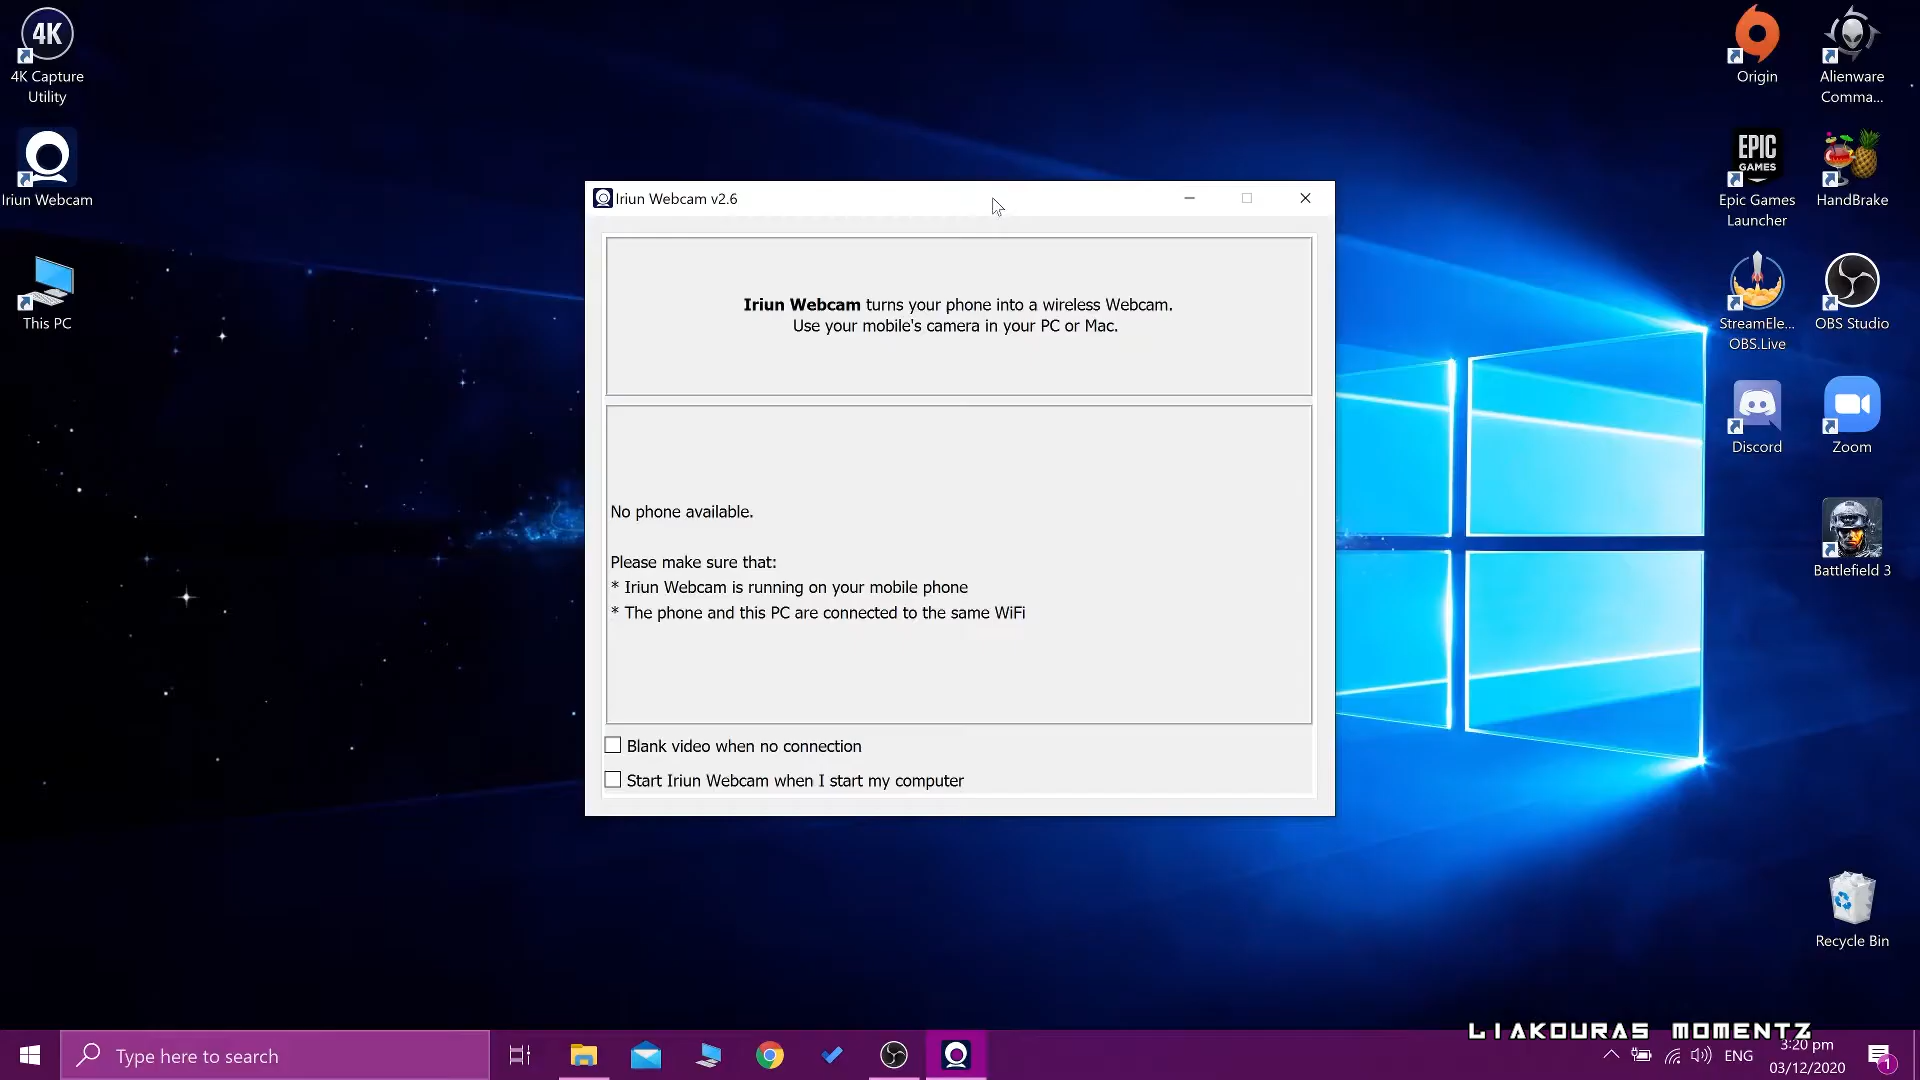 4K
4K Capture
Utility
Iriun Webcam
This PC
Origin
Alienware
Comma...
EPIC
GAMES
Epic Games
Launcher
HandBrake
StreamEle...
OBS.Live
OBS Studio
Discord
Zoom
Battlefield 3
Recycle Bin
Iriun Webcam v2.6
Iriun Webcam turns your phone into a wireless Webcam.
Use your mobile's camera in your PC or Mac.
No phone available.
Please make sure that:
* Iriun Webcam is running on your mobile phone
* The phone and this PC are connected to the same WiFi
Blank video when no connection
Start Iriun Webcam when I start my computer
LIAKOURAS MOMENTZ
Type here to search
ENG
3:20 pm
03/12/2020
1